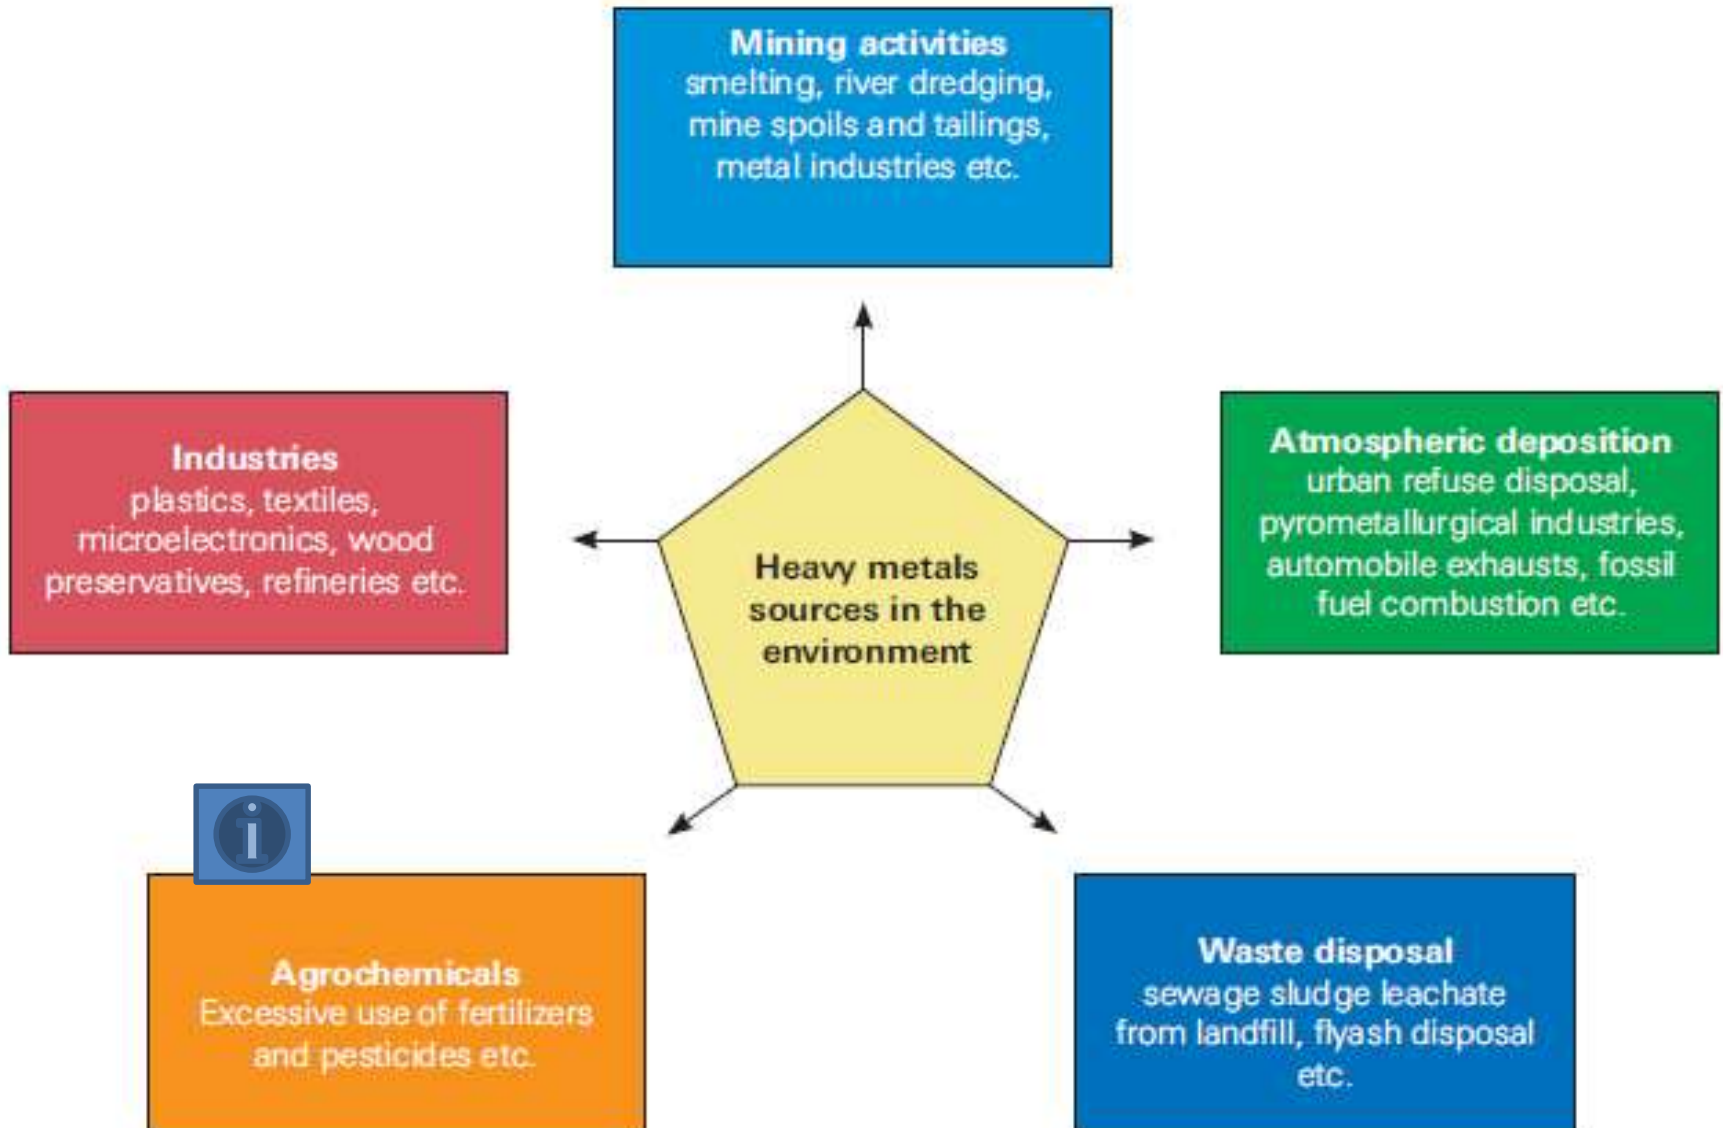 Mining activities
smelting, river dredging,
mine spoils and tailings,
metal industries etc.
Industries
plastics, textiles,
microelectronics, wood
preservatives, refineries etc.
Atmospheric deposition
urban refuse disposal,
pyrometallurgical industries,
automobile exhausts, fossil
fuel combustion etc.
Heavy metals
sources in the
environment
i
Agrochemicals
Excessive use of fertilizers
and pesticides etc.
Waste disposal
sewage sludge leachate
from landfill, flyash disposal
etc.